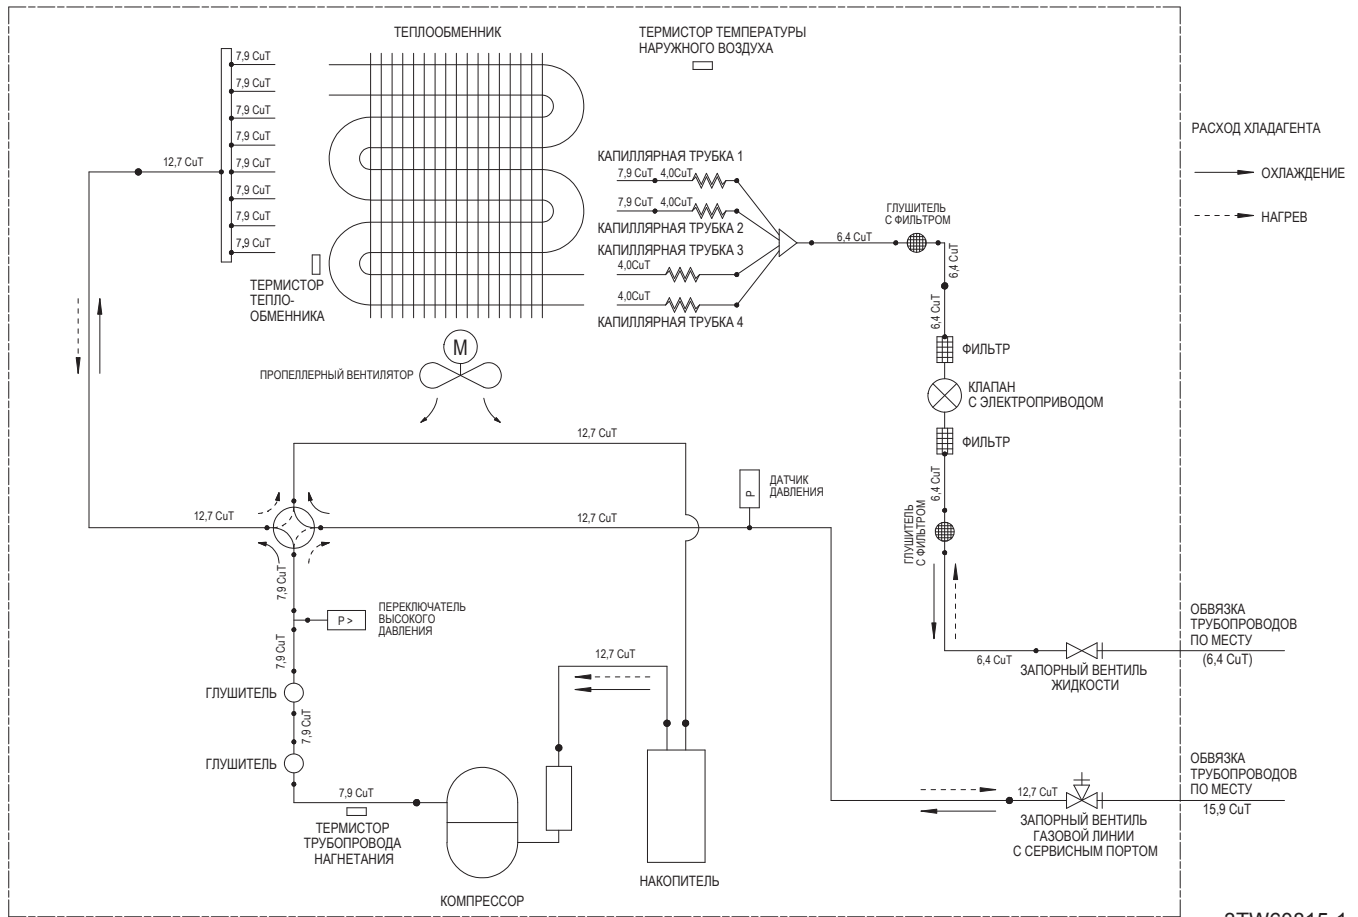 ТЕПЛООБМЕННИК
ТЕРМИСТОР ТЕМПЕРАТУРЫ
НАРУЖНОГО ВОЗДУХА
7,9 CuT
7,9 CuT
7,9 CuT
7,9 CuT
7,9 CuT
7,9 CuT
7,9 CuT
7,9 CuT
12,7 CuT
ТЕРМИСТОР
ТЕПЛО-
ОБМЕННИКА
КАПИЛЛЯРНАЯ ТРУБКА 1
7,9 CuT 4,0CuT
7,9 CuT 4,0CuT
КАПИЛЛЯРНАЯ ТРУБКА 2
КАПИЛЛЯРНАЯ ТРУБКА 3
4,0CuT
4,0CuT
КАПИЛЛЯРНАЯ ТРУБКА 4
6,4 CuT
ГЛУШИТЕЛЬ
С ФИЛЬТРОМ
6,4 CuT
6,4 CuT
РАСХОД ХЛАДАГЕНТА
ОХЛАЖДЕНИЕ
НАГРЕВ
ФИЛЬТР
КЛАПАН
С ЭЛЕКТРОПРИВОДОМ
ФИЛЬТР
6,4 CuT
ГЛУШИТЕЛЬ
С ФИЛЬТРОМ
M
ПРОПЕЛЛЕРНЫЙ ВЕНТИЛЯТОР
12,7 CuT
P
ДАТЧИК
ДАВЛЕНИЯ
12,7 CuT
12,7 CuT
7,9 CuT
P >
ПЕРЕКЛЮЧАТЕЛЬ
ВЫСОКОГО
ДАВЛЕНИЯ
7,9 CuT
ГЛУШИТЕЛЬ
7,9 CuT
ГЛУШИТЕЛЬ
7,9 CuT
ТЕРМИСТОР
ТРУБОПРОВОДА
НАГНЕТАНИЯ
12,7 CuT
КОМПРЕССОР
НАКОПИТЕЛЬ
6,4 CuT
ЗАПОРНЫЙ ВЕНТИЛЬ
ЖИДКОСТИ
ОБВЯЗКА
ТРУБОПРОВОДОВ
ПО МЕСТУ
(6,4 CuT)
12,7 CuT
ЗАПОРНЫЙ ВЕНТИЛЬ
ГАЗОВОЙ ЛИНИИ
С СЕРВИСНЫМ ПОРТОМ
ОБВЯЗКА
ТРУБОПРОВОДОВ
ПО МЕСТУ
15,9 CuT